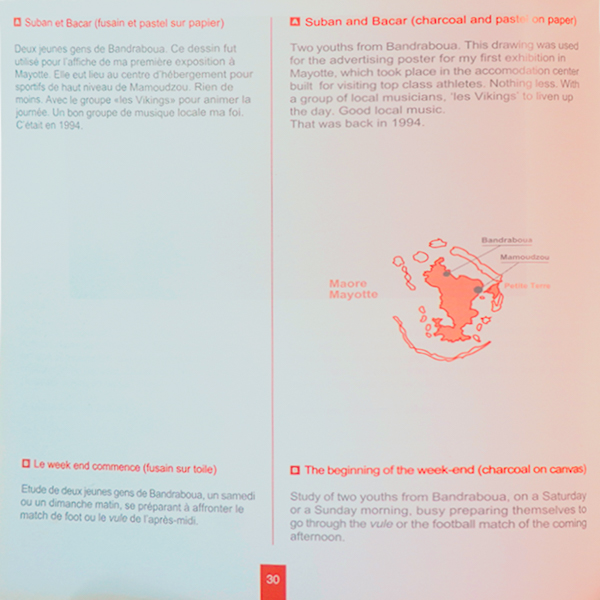 A Suban et Bacar (fusain et pastel sur papier)
Deux jeunes gens de Bandraboua. Ce dessin fut
utilisé pour l'affiche de ma première exposition à
Mayotte. Elle eut lieu au centre d'hébergement pour
sportifs de haut niveau de Mamoudzou. Rien de
moins. Avec le groupe «les Vikings» pour animer la
journée. Un bon groupe de musique locale ma foi.
C'était en 1994.
B Le week end commence (fusain sur toile)
Etude de deux jeunes gens de Bandraboua, un samedi
ou un dimanche matin, se préparant à affronter le
match de foot ou le vule de l'après-midi.
A Suban and Bacar (charcoal and pastel on paper)
Two youths from Bandraboua. This drawing was used
for the advertising poster for my first exhibition in
Mayotte, which took place in the accomodation center
built for visiting top class athletes. Nothing less. With
a group of local musicians, 'les Vikings' to liven up
the day. Good local music.
That was back in 1994.
Bandraboua
Mamoudzou
Petite Terre
Maore
Mayotte
B The beginning of the week-end (charcoal on canvas)
Study of two youths from Bandraboua, on a Saturday
or a Sunday morning, busy preparing themselves to
go through the vule or the football match of the coming
afternoon.
30